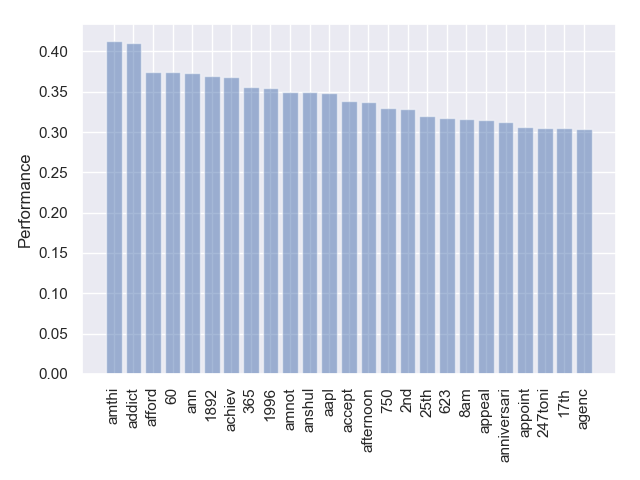 Performance
0.40
0.35
0.30
0.25
0.20
0.15
0.10
0.05
0.00
amthi
addict
afford
60
ann
1892
achiev
365
1996
amnot
anshul
aapl
accept
afternoon
750
2nd
25th
623
8am
appeal
anniversari
appoint
247toni
17th
agenc